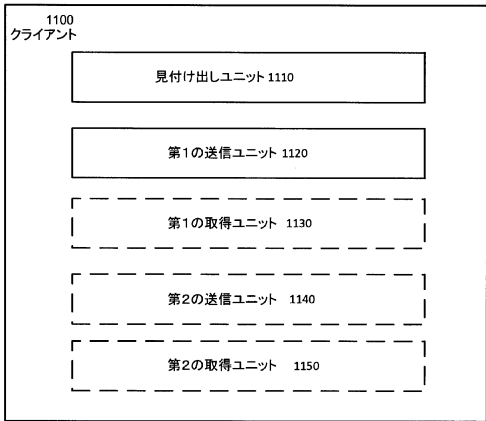 1100
クライアント
見付け出しユニット 1110
第1の送信ユニット 1120
第1の取得ユニット 1130
第2の送信ユニット 1140
第2の取得ユニット 1150